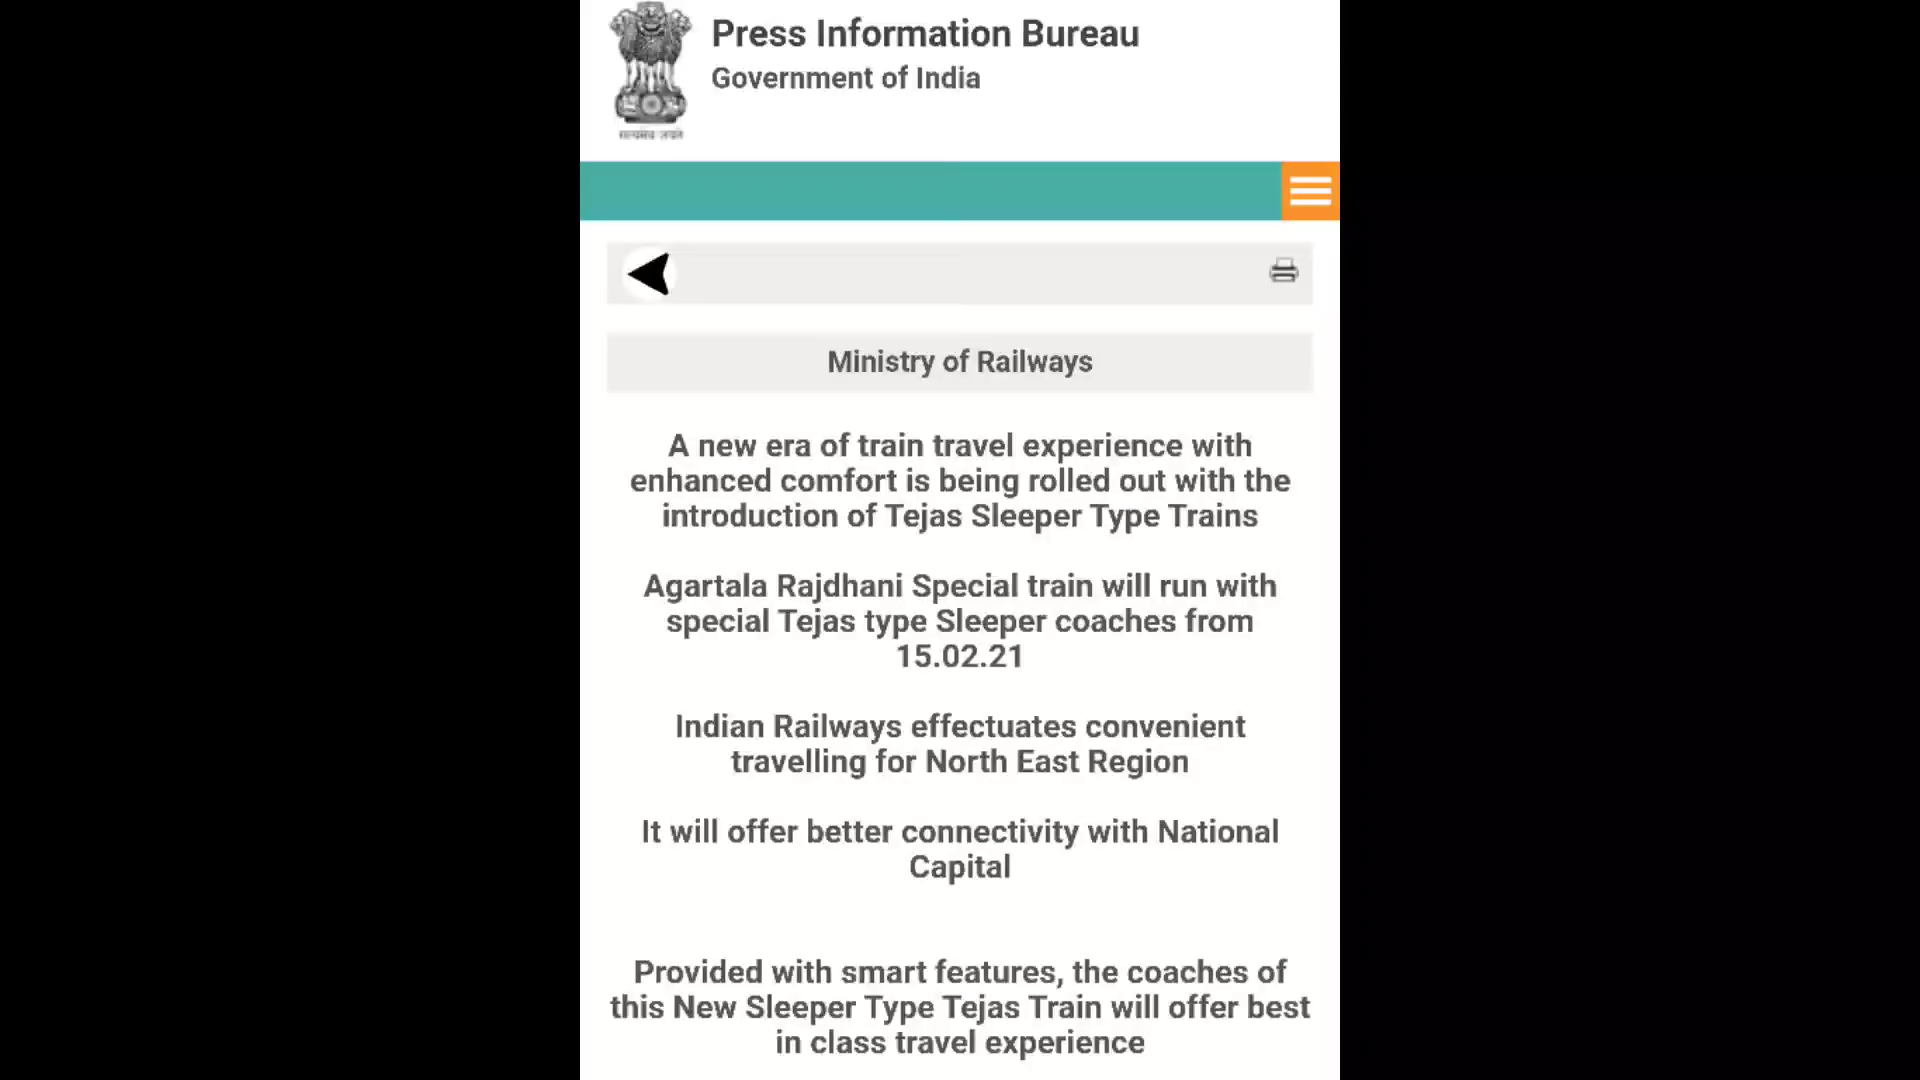 Press Information Bureau
Government of India
सत्यमेव जयते
Ministry of Railways
A new era of train travel experience with
enhanced comfort is being rolled out with the
introduction of Tejas Sleeper Type Trains
Agartala Rajdhani Special train will run with
special Tejas type Sleeper coaches from
15.02.21
Indian Railways effectuates convenient
travelling for North East Region
It will offer better connectivity with National
Capital
Provided with smart features, the coaches of
this New Sleeper Type Tejas Train will offer best
in class travel experience